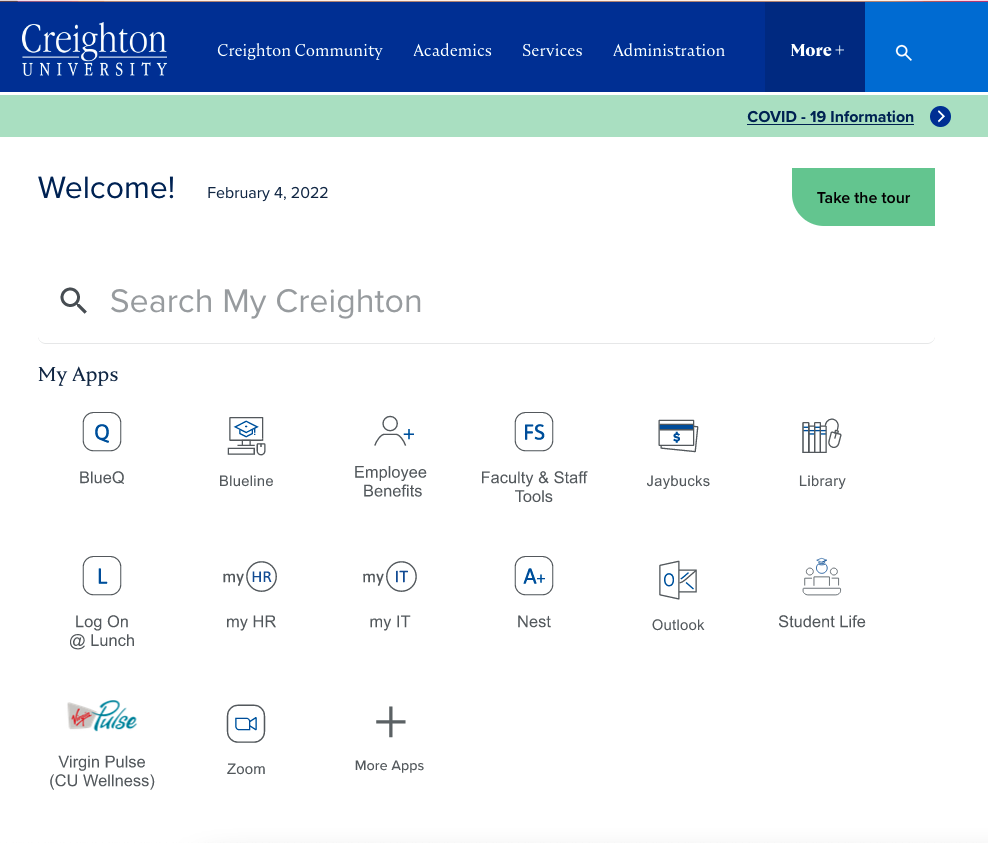 Creighton
UNIVERSITY
Creighton Community Academics Services Administration More +
COVID - 19 Information
Welcome! February 4, 2022
Take the tour
Search My Creighton
My Apps
Q FS
BlueQ Blueline Employee Benefits Faculty & Staff Tools Jaybucks Library
L my HR my IT A+ O
Log On @ Lunch my HR my IT Nest Outlook Student Life
Virgin Pulse
Virgin Pulse (CU Wellness) Zoom More Apps